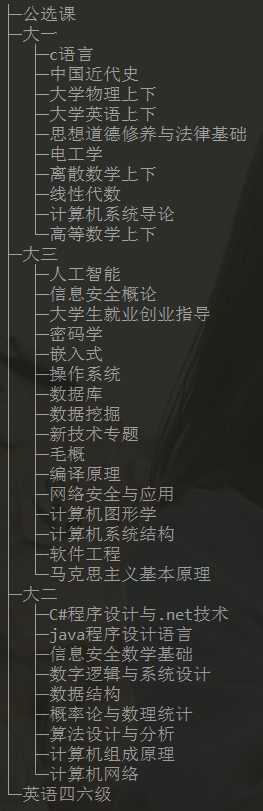 公选课
大一
c语言
中国近代史
大学物理上下
大学英语上下
思想道德修养与法律基础
电工学
离散数学上下
线性代数
计算机系统导论
高等数学上下
大三
人工智能
信息安全概论
大学生就业创业指导
密码学
嵌入式
操作系统
数据库
数据挖掘
新技术专题
毛概
编译原理
网络安全与应用
计算机图形学
计算机系统结构
软件工程
马克思主义基本原理
大二
C#程序设计与.net技术
java程序设计语言
信息安全数学基础
数字逻辑与系统设计
数据结构
概率论与数理统计
算法设计与分析
计算机组成原理
计算机网络
英语四六级